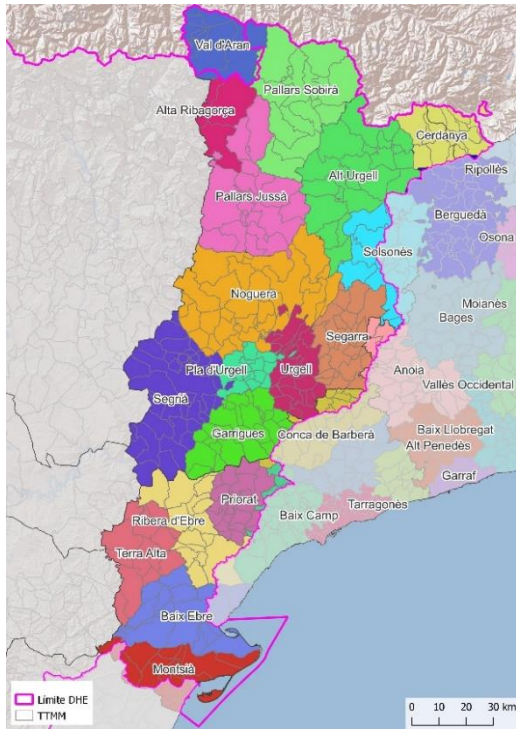 Val d'Aran
Pallars Sobirà
Alta Ribagorça
Cerdanya
Ripollès
Alt Urgell
Pallars Jussà
Berguedà
Osona
Solsonès
Noguera
Moianès
Bages
Segarra
Pla d'Urgell
Urgell
Anoia
Vallès Occidental
Segrià
Garrigues
Conca de Barberà
Baix Llobregat
Alt Penedès
Garraf
Priorat
Tarragonès
Baix Camp
Ribera d'Ebre
Terra Alta
Baix Ebre
Montsià
Límite DHE
TTMM
0 10 20 30 km